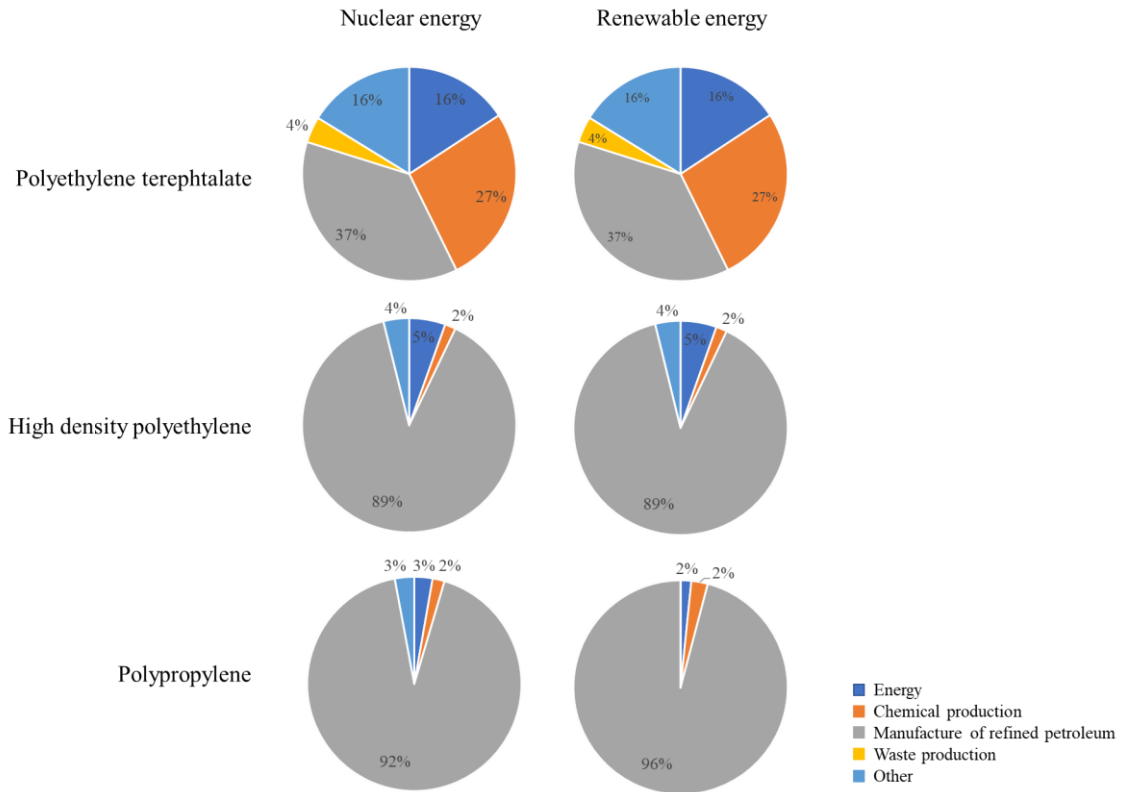 Nuclear energy
Renewable energy
Polyethylene terephtalate
16%
16%
4%
27%
37%
16%
16%
4%
27%
37%
High density polyethylene
4%
2%
5%
89%
4%
2%
5%
89%
Polypropylene
3%
3%
2%
92%
2%
2%
96%
Energy
Chemical production
Manufacture of refined petroleum
Waste production
Other